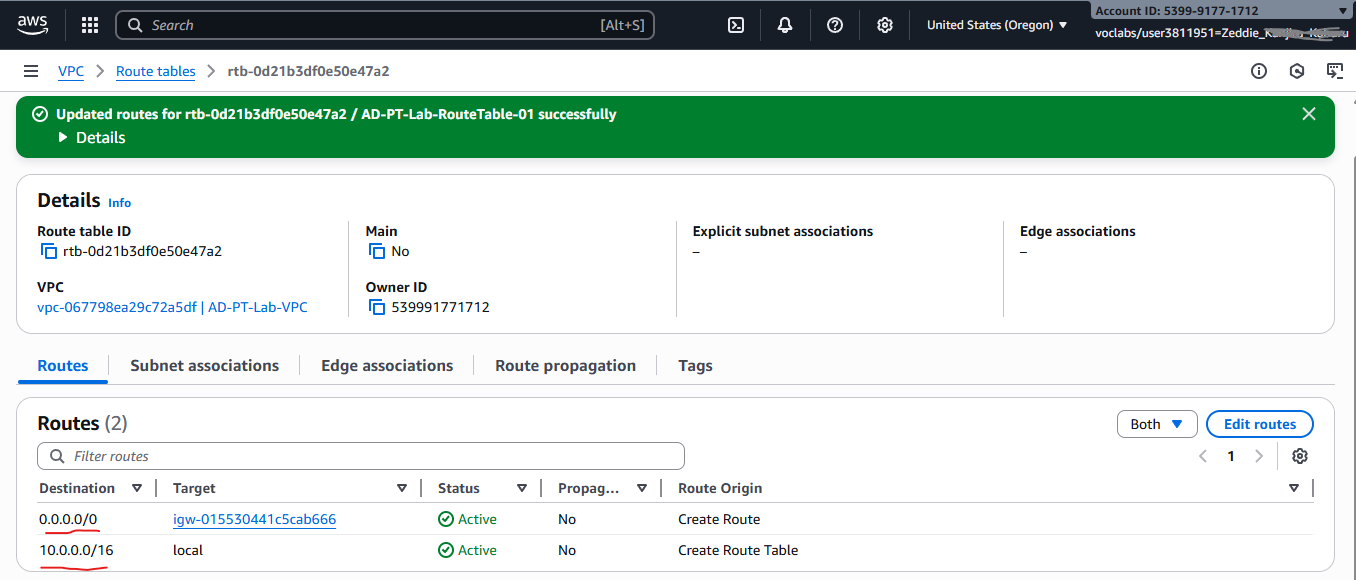 aws Search [Alt+S] United States (Oregon) Account ID: 5399-9177-1712
voclabs/user3811951=Zeddie_
VPC Route tables rtb-0d21b3df0e50e47a2
Updated routes for rtb-0d21b3df0e50e47a2 / AD-PT-Lab-RouteTable-01 successfully
Details
Details Info
Route table ID Main Explicit subnet associations Edge associations
rtb-0d21b3df0e50e47a2 No – –
VPC Owner ID
vpc-067798ea29c72a5df | AD-PT-Lab-VPC 539991771712
Routes Subnet associations Edge associations Route propagation Tags
Routes (2) Both Edit routes
Filter routes 1
Destination Target Status Propag... Route Origin
0.0.0.0/0 igw-015530441c5cab666 Active No Create Route
10.0.0.0/16 local Active No Create Route Table